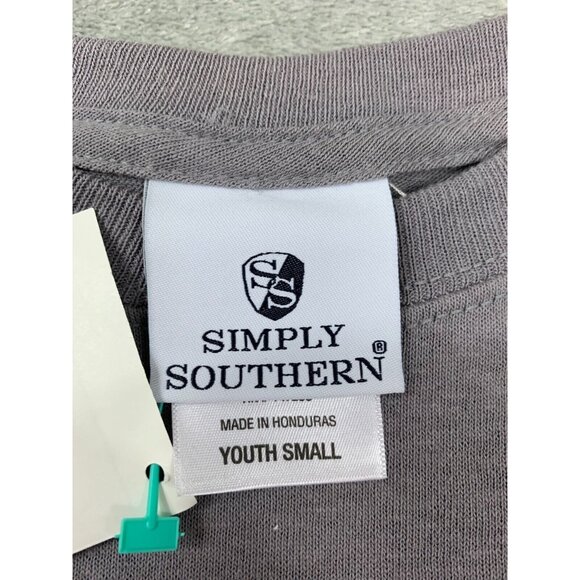 SS
SIMPLY
SOUTHERN®
MADE IN HONDURAS
YOUTH SMALL